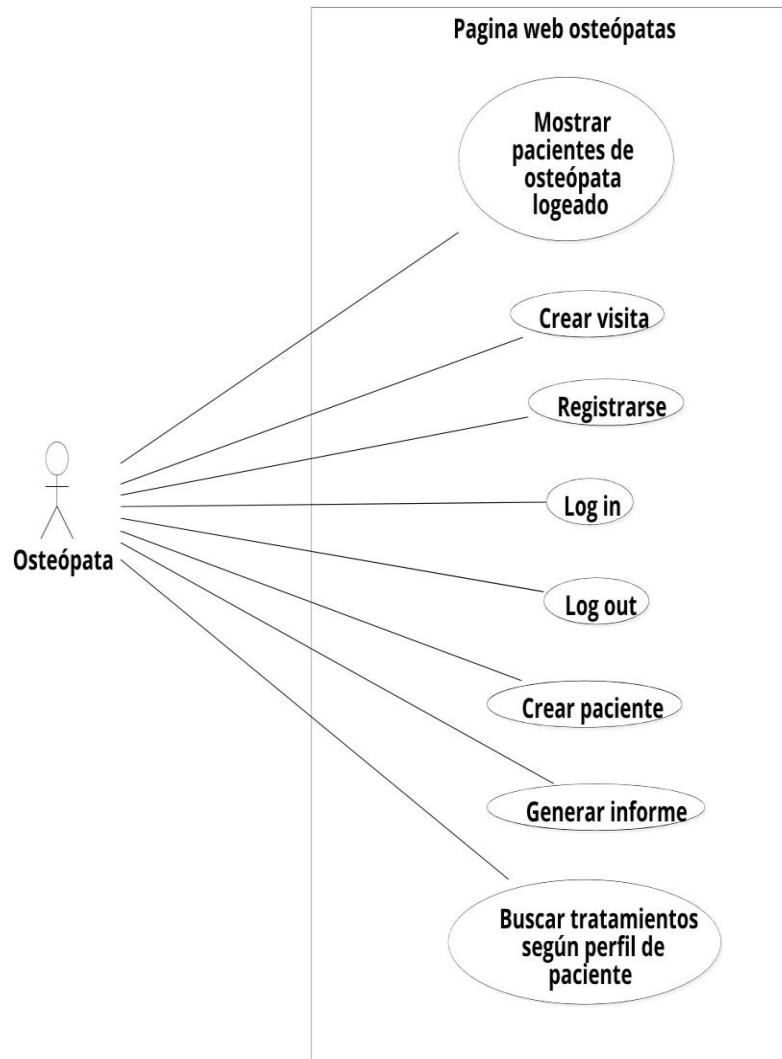 Pagina web osteópatas
Mostrar
pacientes de
osteópata
logeado
Crear visita
Registrarse
Log in
Osteópata
Log out
Crear paciente
Generar informe
Buscar tratamientos
según perfil de
paciente